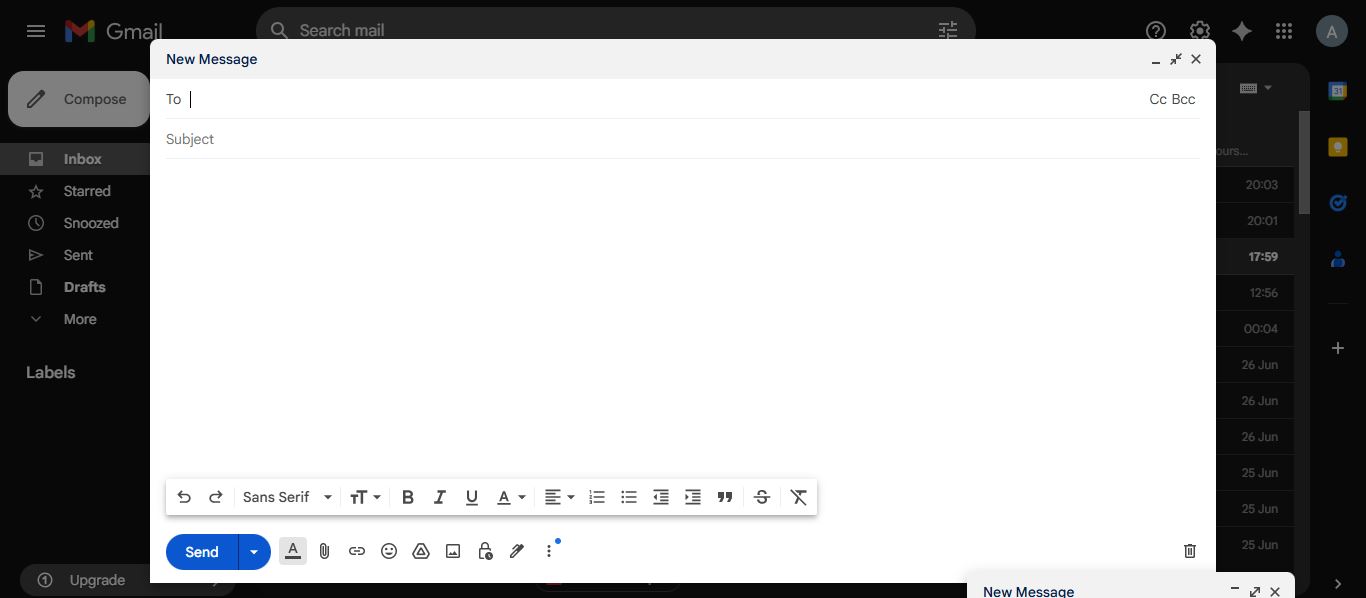 Gmail
Search mail
A
New Message
Compose
To
Cc Bcc
31
Subject
ours...
Inbox
20:03
Starred
20:01
Snoozed
Sent
17:59
Drafts
12:56
More
00:04
Labels
26 Jun
26 Jun
26 Jun
25 Jun
Sans Serif
25 Jun
Send
25 Jun
Upgrade
New Message